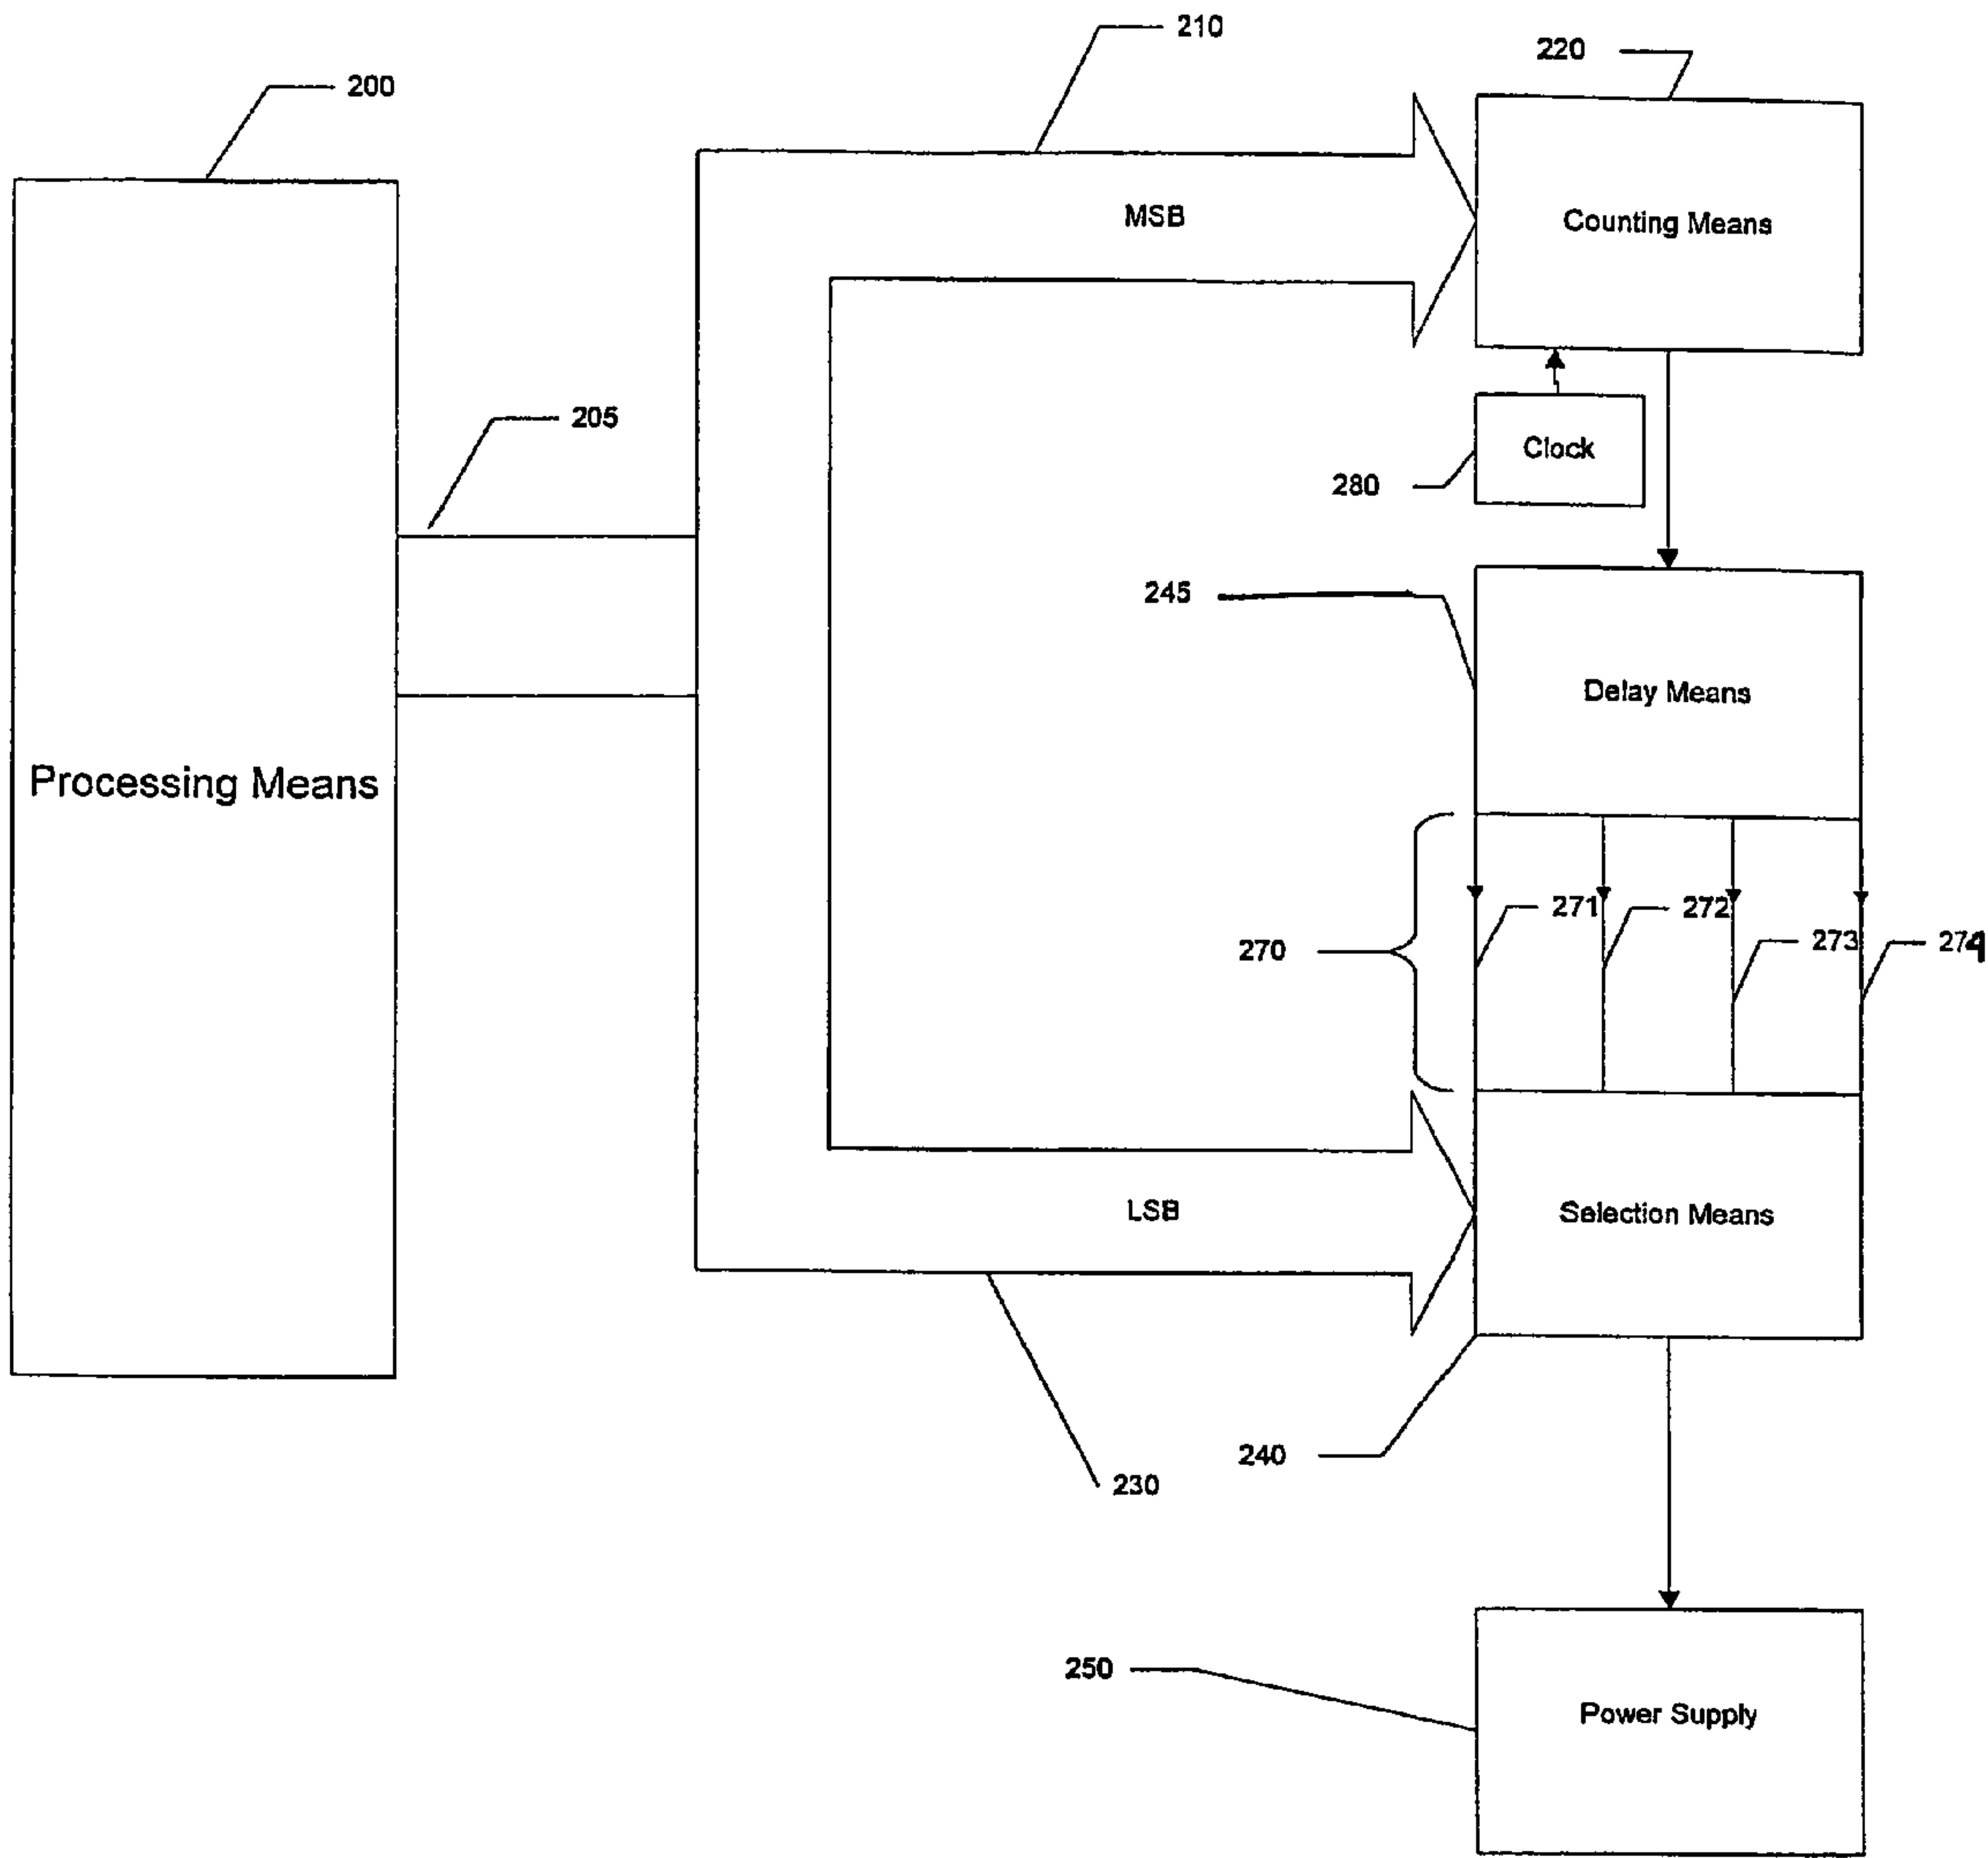 210
220
200
MSB
Counting Means
205
Clock
280
245
Delay Means
Processing Means
271
272
270
273
274
LSB
Selection Means
240
230
250
Power Supply